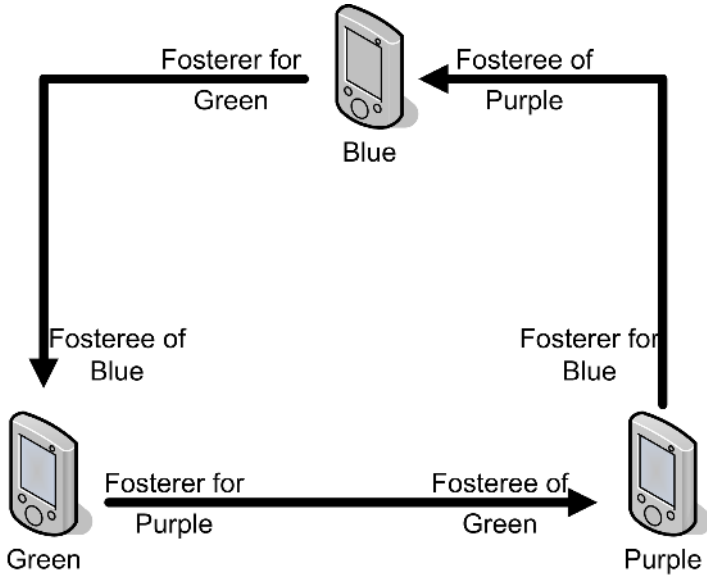 Fosterer for
Green
Fosteree of
Purple
Blue
Fosteree of
Blue
Fosterer for
Blue
Fosterer for
Purple
Fosteree of
Green
Green
Purple